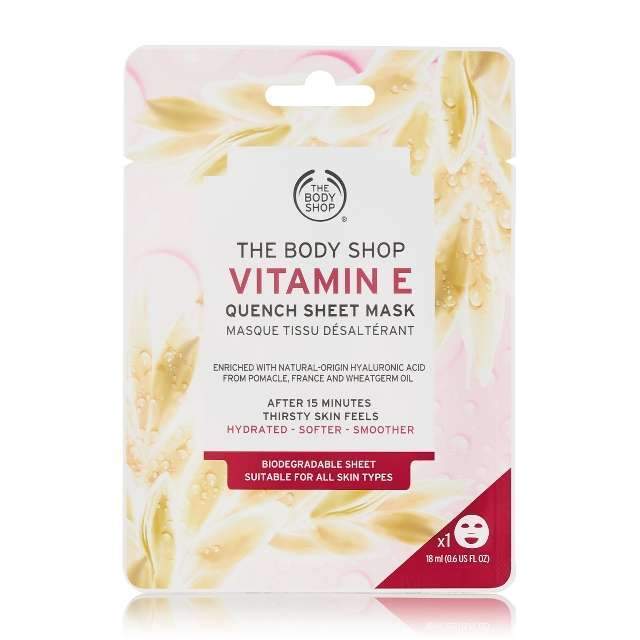 THE
BODY
SHOP
®
THE BODY SHOP
VITAMIN E
QUENCH SHEET MASK
MASQUE TISSU DÉSALTÉRANT
ENRICHED WITH NATURAL-ORIGIN HYALURONIC ACID
FROM POMACLE, FRANCE AND WHEATGERM OIL
AFTER 15 MINUTES
THIRSTY SKIN FEELS
HYDRATED - SOFTER - SMOOTHER
BIODEGRADABLE SHEET
SUITABLE FOR ALL SKIN TYPES
x1
18 ml (0.6 US FL OZ)